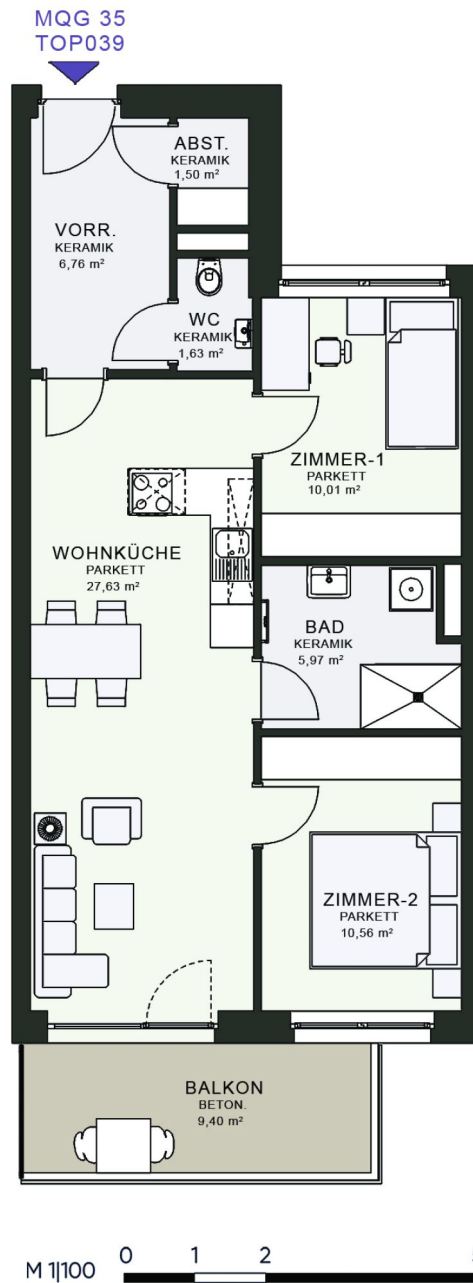 MQG 35
TOP039
ABST.
KERAMIK
1,50 m²
VORR.
KERAMIK
6,76 m²
WC
KERAMIK
1,63 m²
ZIMMER-1
PARKETT
10,01 m²
WOHNKÜCHE
PARKETT
27,63 m²
BAD
KERAMIK
5,97 m²
ZIMMER-2
PARKETT
10,56 m²
BALKON
BETON.
9,40 m²
M 1|100 0 1 2